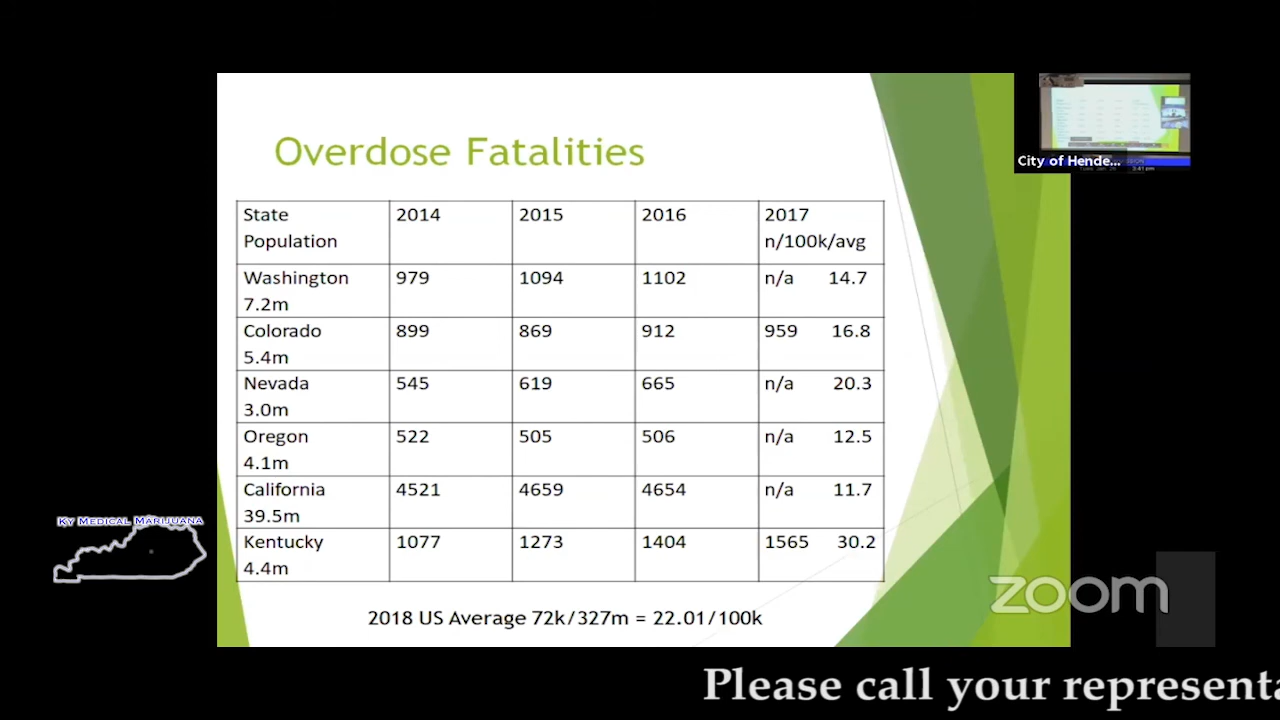 Overdose Fatalities
State Population 2014 2015 2016 2017 n/100k/avg
Washington 7.2m 979 1094 1102 n/a 14.7
Colorado 5.4m 899 869 912 959 16.8
Nevada 3.0m 545 619 665 n/a 20.3
Oregon 4.1m 522 505 506 n/a 12.5
California 39.5m 4521 4659 4654 n/a 11.7
Kentucky 4.4m 1077 1273 1404 1565 30.2
2018 US Average 72k/327m = 22.01/100k
City of Hende...
Ky Medical Marijuana
zoom
Please call your representa